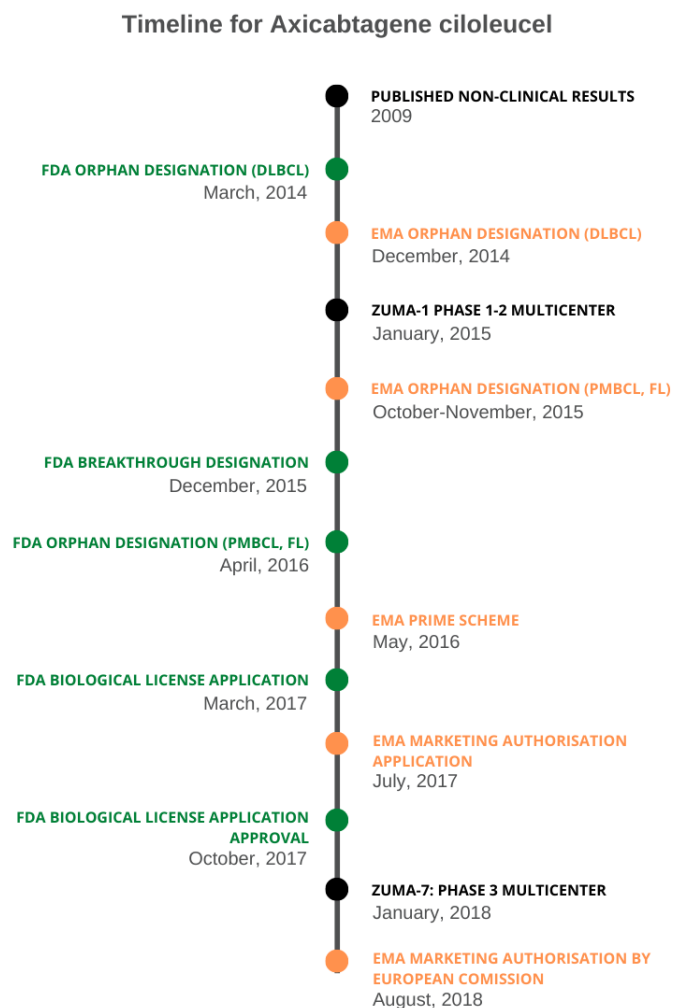 Timeline for Axicabtagene ciloleucel
PUBLISHED NON-CLINICAL RESULTS
2009
FDA ORPHAN DESIGNATION (DLBCL)
March, 2014
EMA ORPHAN DESIGNATION (DLBCL)
December, 2014
ZUMA-1 PHASE 1-2 MULTICENTER
January, 2015
EMA ORPHAN DESIGNATION (PMBCL, FL)
October-November, 2015
FDA BREAKTHROUGH DESIGNATION
December, 2015
FDA ORPHAN DESIGNATION (PMBCL, FL)
April, 2016
EMA PRIME SCHEME
May, 2016
FDA BIOLOGICAL LICENSE APPLICATION
March, 2017
EMA MARKETING AUTHORISATION
APPLICATION
July, 2017
FDA BIOLOGICAL LICENSE APPLICATION
APPROVAL
October, 2017
ZUMA-7: PHASE 3 MULTICENTER
January, 2018
EMA MARKETING AUTHORISATION BY
EUROPEAN COMISSION
August, 2018